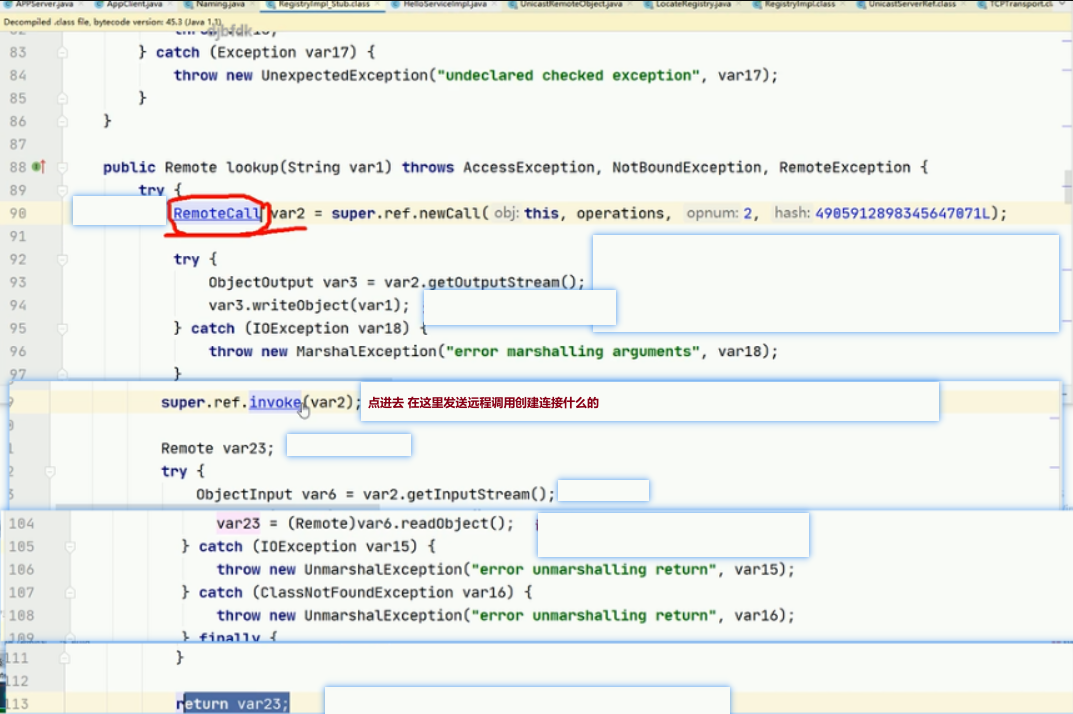 APPServer.java AppClient.java Naming.java RegistryImpl_Stub.class HelloServiceImpl.java UnicastRemoteObject.java LocateRegistry.java RegistryImpl.class UnicastServerRef.class TCPTransport.cl
Decompiled .class file, bytecode version: 45.3 (Java 1.1)
83 } catch (Exception var17) {
84 throw new UnexpectedException("undeclared checked exception", var17);
85 }
86 }
87
88 public Remote lookup(String var1) throws AccessException, NotBoundException, RemoteException {
89 try {
90 RemoteCall var2 = super.ref.newCall( obj: this, operations, opnum: 2, hash: 4905912898345647071L);
91
92 try {
93 ObjectOutput var3 = var2.getOutputStream();
94 var3.writeObject(var1);
95 } catch (IOException var18) {
96 throw new MarshalException("error marshalling arguments", var18);
97 }
super.ref.invoke(var2); 点进去 在这里发送远程调用创建连接什么的
Remote var23;
try {
ObjectInput var6 = var2.getInputStream();
104 var23 = (Remote)var6.readObject();
105 } catch (IOException var15) {
106 throw new UnmarshalException("error unmarshalling return", var15);
107 } catch (ClassNotFoundException var16) {
108 throw new UnmarshalException("error unmarshalling return", var16);
109 } finally {
111 }
112
113 return var23;